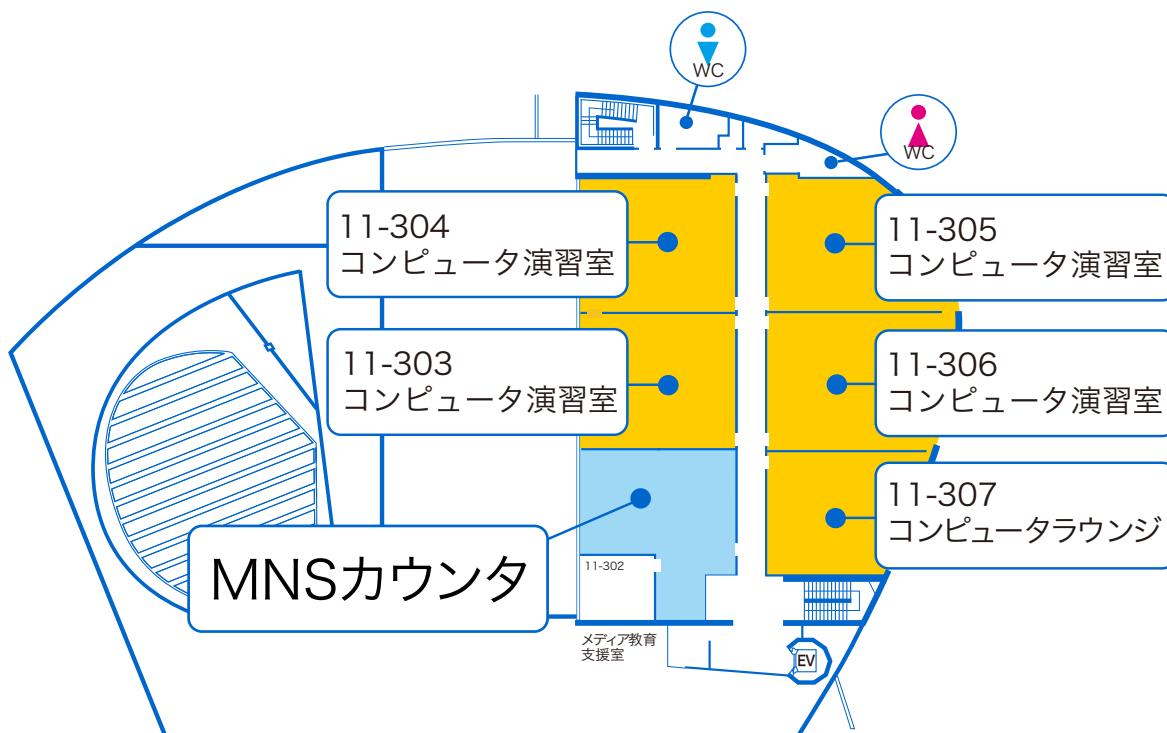 WC
WC
11-304
コンピュータ演習室
11-305
コンピュータ演習室
11-303
コンピュータ演習室
11-306
コンピュータ演習室
11-307
コンピュータラウンジ
MNSカウンタ
11-302
メディア教育
支援室
EV